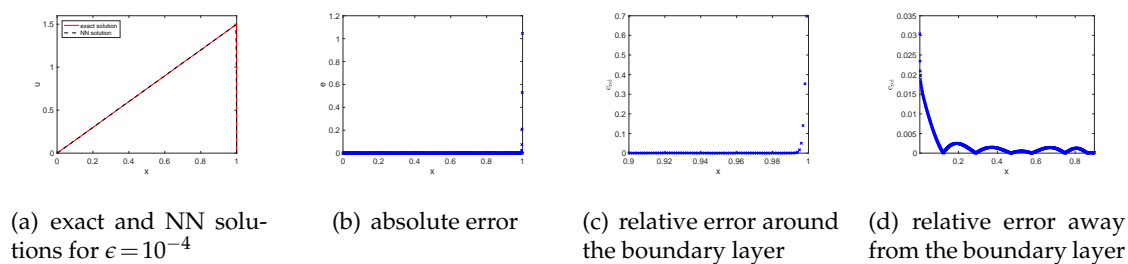 exact solution
NN solution
1.5
1
0.5
0
0 0.2 0.4 0.6 0.8 1
x
u
1.2
1
0.8
0.6
0.4
0.2
0
0 0.2 0.4 0.6 0.8 1
x
e
0.7
0.6
0.5
0.4
0.3
0.2
0.1
0
0.9 0.92 0.94 0.96 0.98 1
x
e_rel
0.035
0.03
0.025
0.02
0.015
0.01
0.005
0
0.2 0.4 0.6 0.8
x
e_rel
(a) exact and NN solu-
tions for ϵ=10⁻⁴
(b) absolute error
(c) relative error around
the boundary layer
(d) relative error away
from the boundary layer